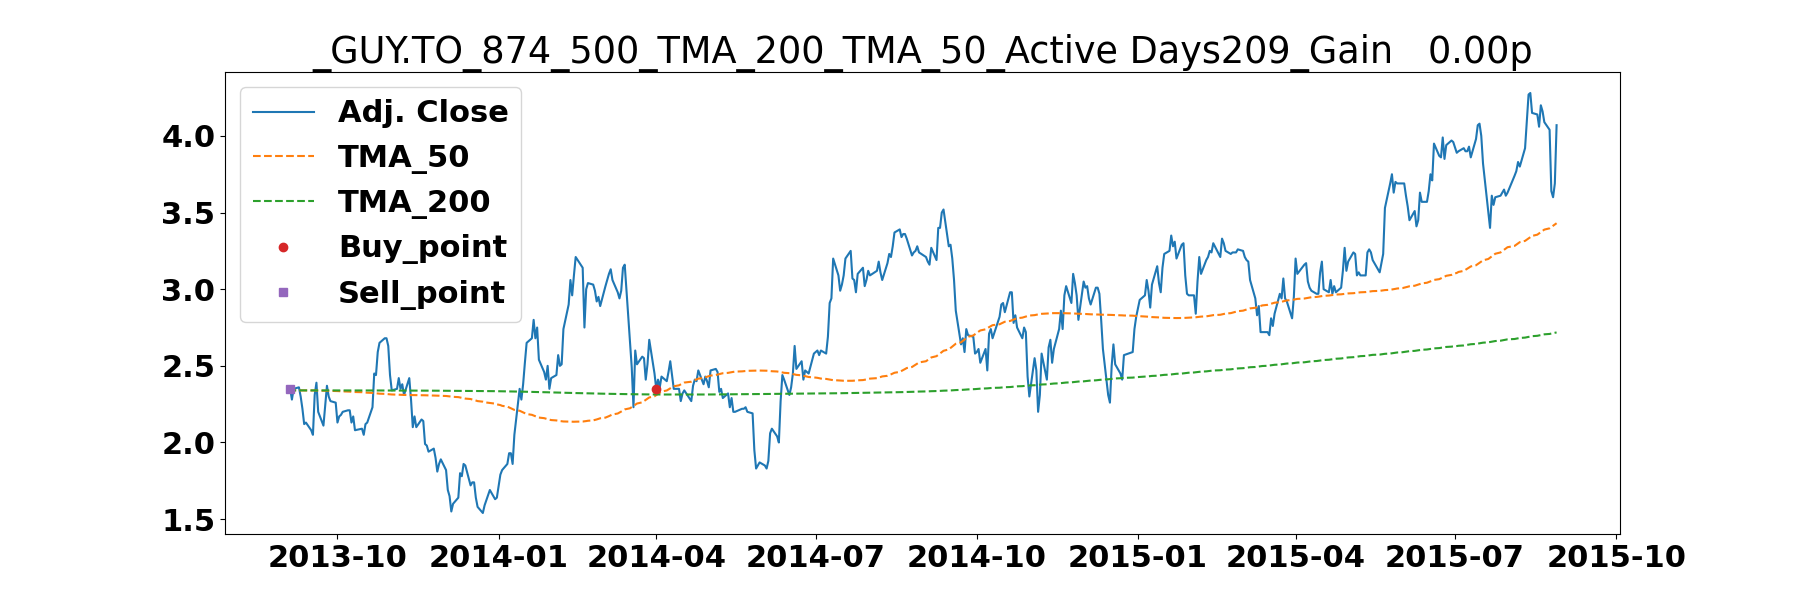 _GUY.TO_874_500_TMA_200_TMA_50_Active Days209_Gain   0.00p
Adj. Close
TMA_50
TMA_200
Buy_point
Sell_point
4.0
3.5
3.0
2.5
2.0
1.5
2013-10 2014-01 2014-04 2014-07 2014-10 2015-01 2015-04 2015-07 2015-10